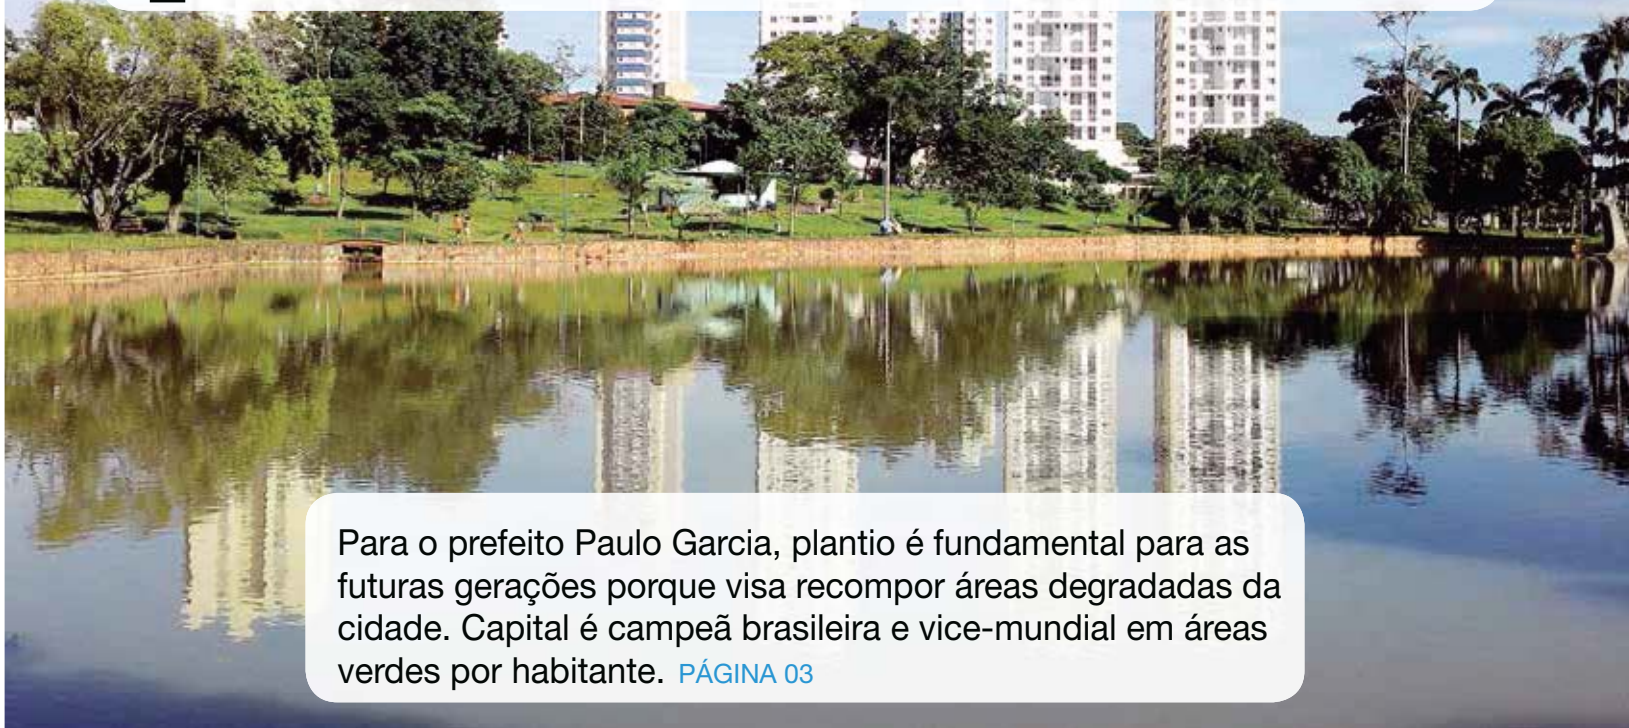 Para o prefeito Paulo Garcia, plantio é fundamental para as
futuras gerações porque visa recompor áreas degradadas da
cidade. Capital é campeã brasileira e vice-mundial em áreas
verdes por habitante. PÁGINA 03